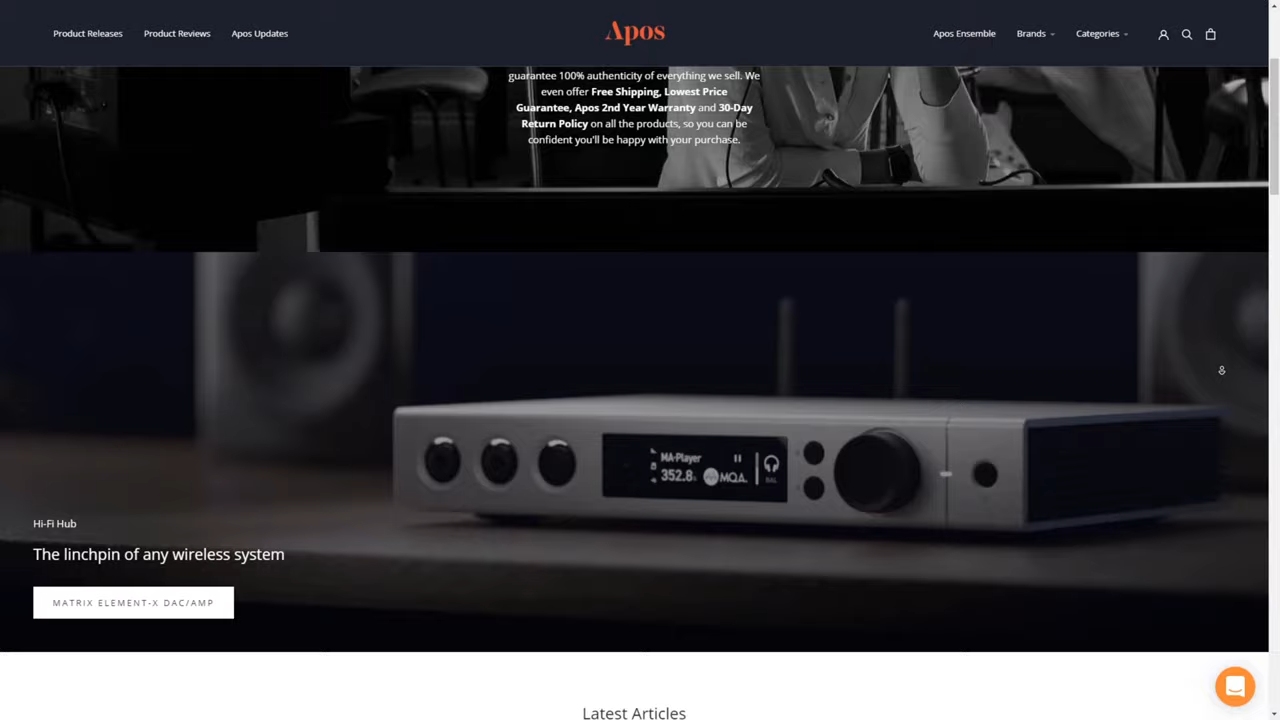 Product Releases Product Reviews Apos Updates Apos Apos Ensemble Brands Categories
guarantee 100% authenticity of everything we sell. We
even offer Free Shipping, Lowest Price
Guarantee, Apos 2nd Year Warranty and 30-Day
Return Policy on all the products, so you can be
confident you'll be happy with your purchase.
MA-Player
352.8
MQA
BAL
Hi-Fi Hub
The linchpin of any wireless system
MATRIX ELEMENT-X DAC/AMP
Latest Articles